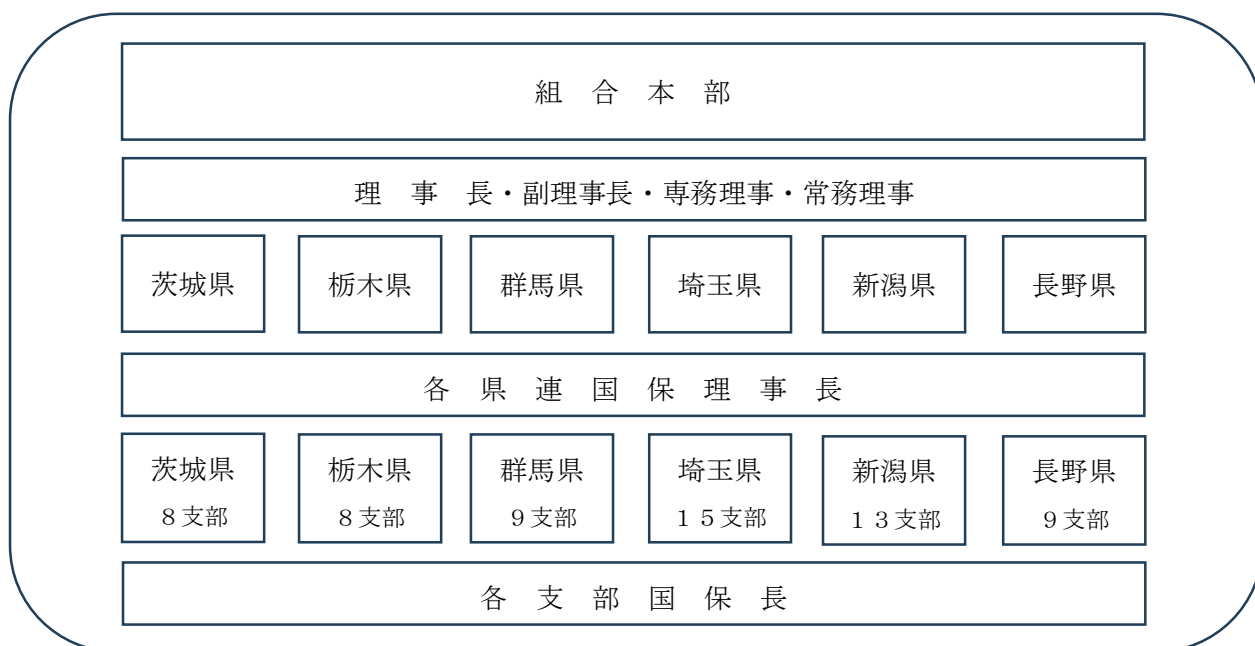 組 合 本 部
理 事 長・副理事長・専務理事・常務理事
茨城県 栃木県 群馬県 埼玉県 新潟県 長野県
各 県 連 国 保 理 事 長
茨城県 栃木県 群馬県 埼玉県 新潟県 長野県
８支部 ８支部 ９支部 １５支部 １３支部 ９支部
各 支 部 国 保 長